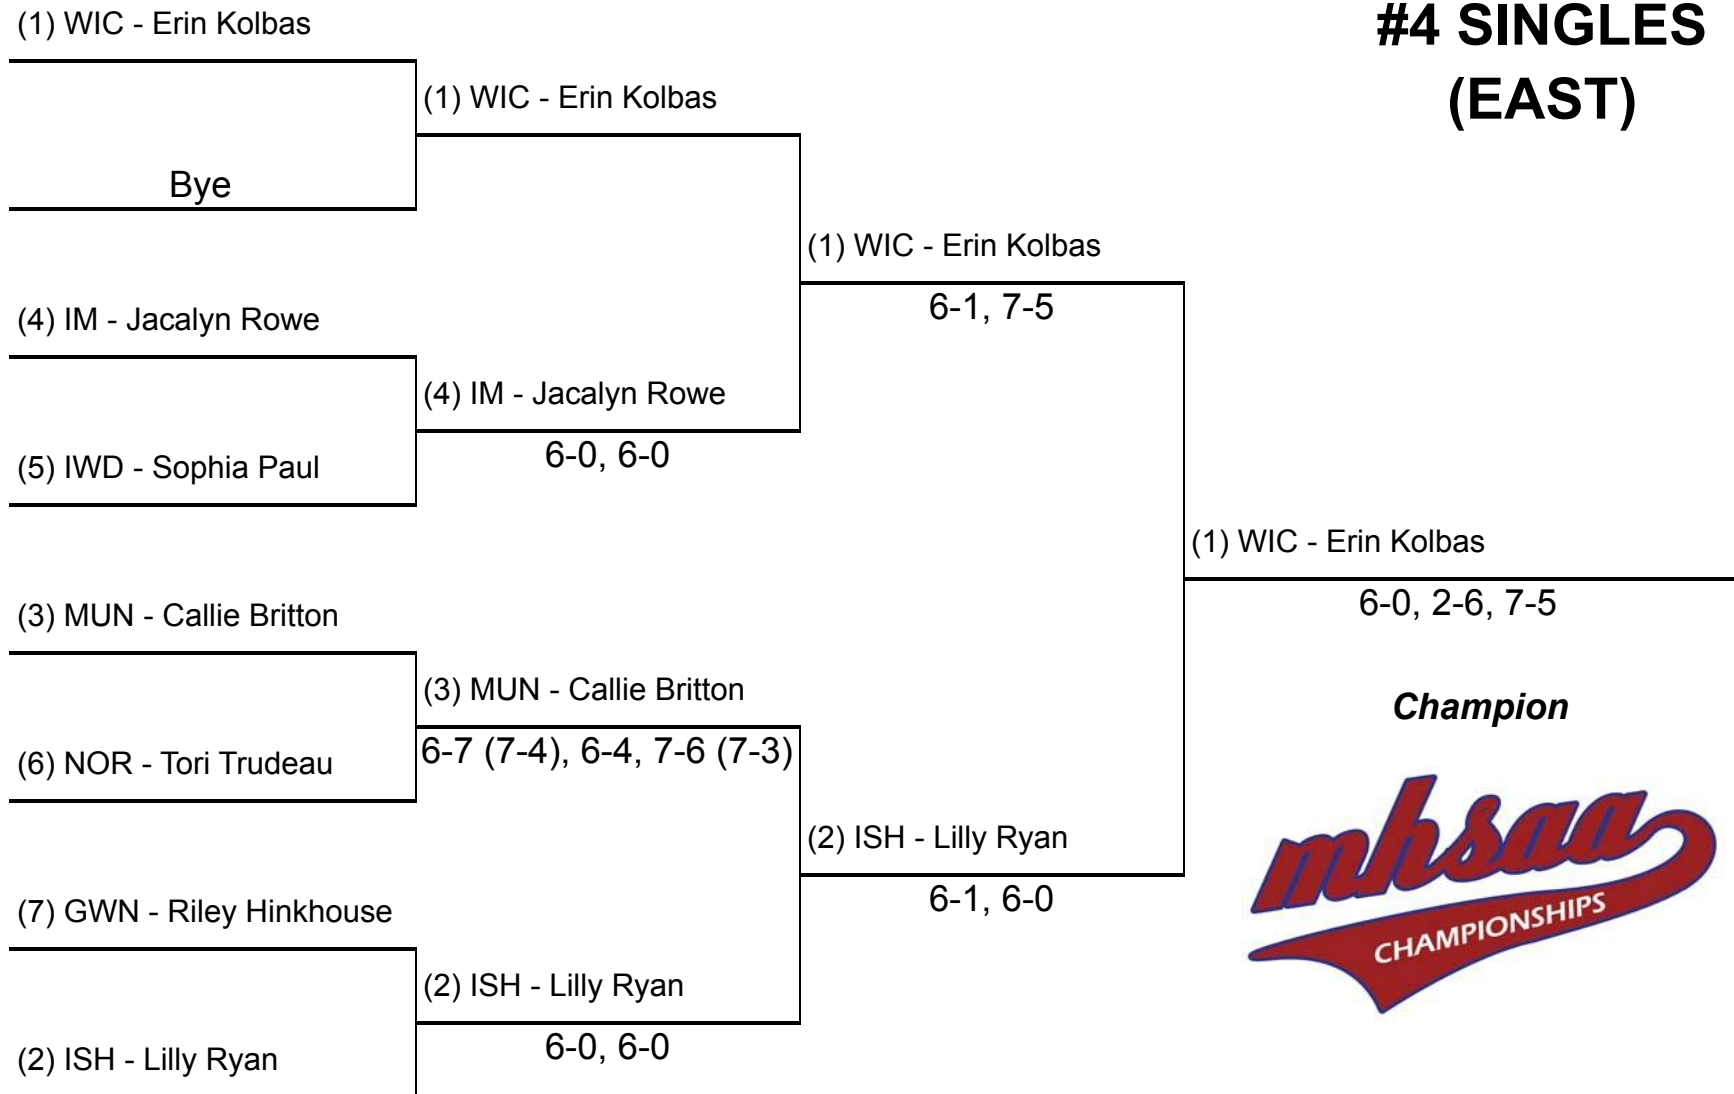 (1) WIC - Erin Kolbas
#4 SINGLES
(EAST)
(1) WIC - Erin Kolbas
Bye
(1) WIC - Erin Kolbas
6-1, 7-5
(4) IM - Jacalyn Rowe
(4) IM - Jacalyn Rowe
6-0, 6-0
(5) IWD - Sophia Paul
(1) WIC - Erin Kolbas
6-0, 2-6, 7-5
Champion
(3) MUN - Callie Britton
(3) MUN - Callie Britton
6-7 (7-4), 6-4, 7-6 (7-3)
(6) NOR - Tori Trudeau
(2) ISH - Lilly Ryan
6-1, 6-0
(7) GWN - Riley Hinkhouse
(2) ISH - Lilly Ryan
6-0, 6-0
(2) ISH - Lilly Ryan
mhsaa
CHAMPIONSHIPS